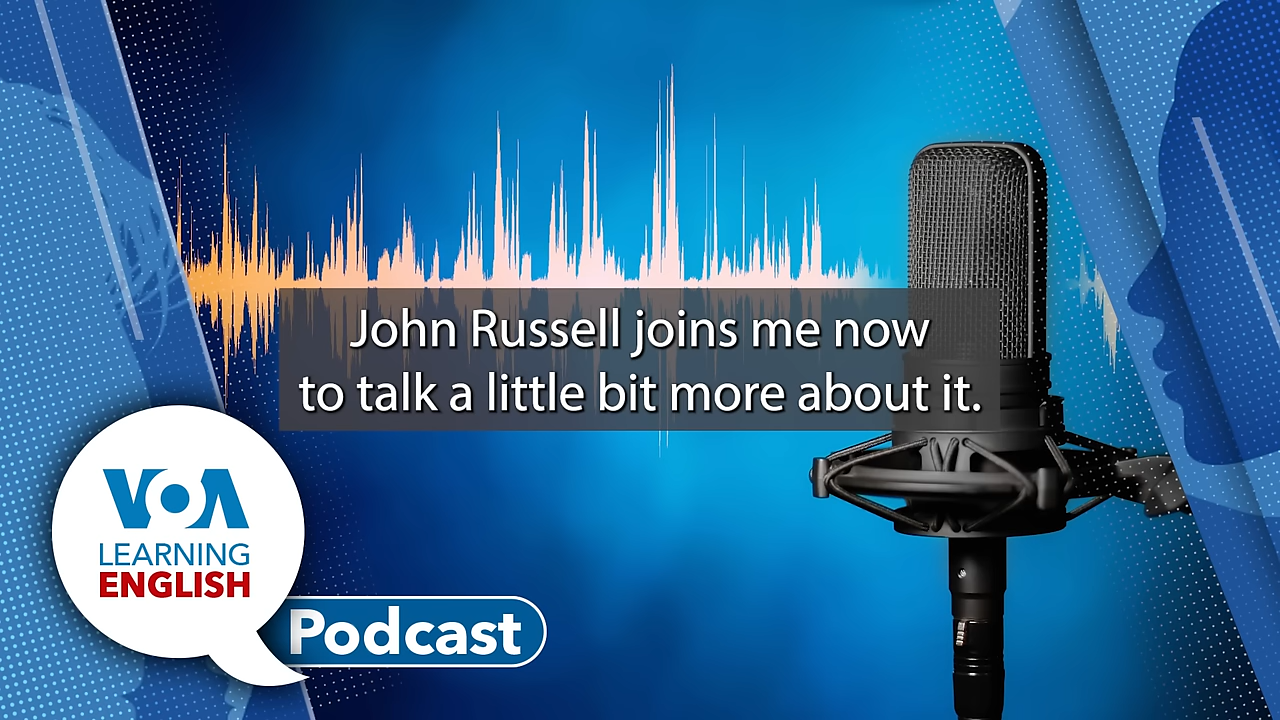 John Russell joins me now
to talk a little bit more about it.
VOA
LEARNING
ENGLISH
Podcast